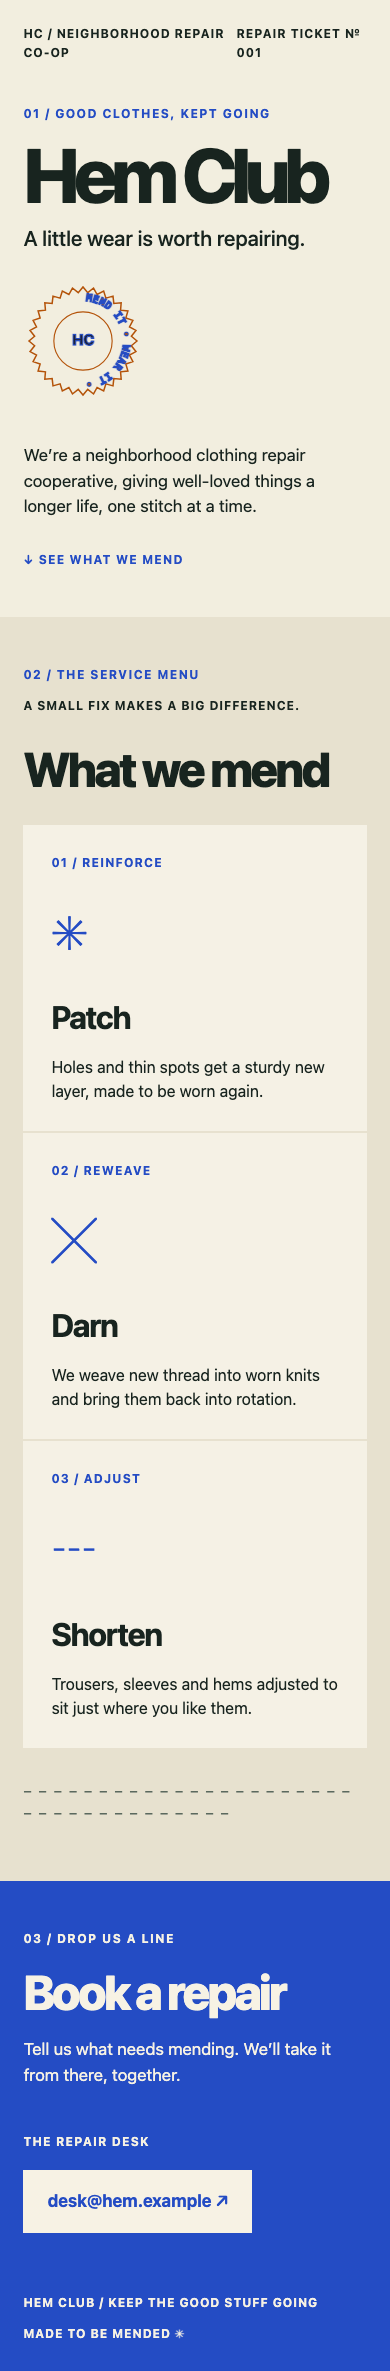 HC / NEIGHBORHOOD REPAIR CO-OP
REPAIR TICKET № 001
01 / GOOD CLOTHES, KEPT GOING
Hem Club
A little wear is worth repairing.
MEND IT • WEAR IT •
HC
We’re a neighborhood clothing repair
cooperative, giving well-loved things a
longer life, one stitch at a time.
↓ SEE WHAT WE MEND
02 / THE SERVICE MENU
A SMALL FIX MAKES A BIG DIFFERENCE.
What we mend
01 / REINFORCE
Patch
Holes and thin spots get a sturdy new
layer, made to be worn again.
02 / REWEAVE
Darn
We weave new thread into worn knits
and bring them back into rotation.
03 / ADJUST
Shorten
Trousers, sleeves and hems adjusted to
sit just where you like them.
03 / DROP US A LINE
Book a repair
Tell us what needs mending. We’ll take it
from there, together.
THE REPAIR DESK
desk@hem.example ↗
HEM CLUB / KEEP THE GOOD STUFF GOING
MADE TO BE MENDED ✳